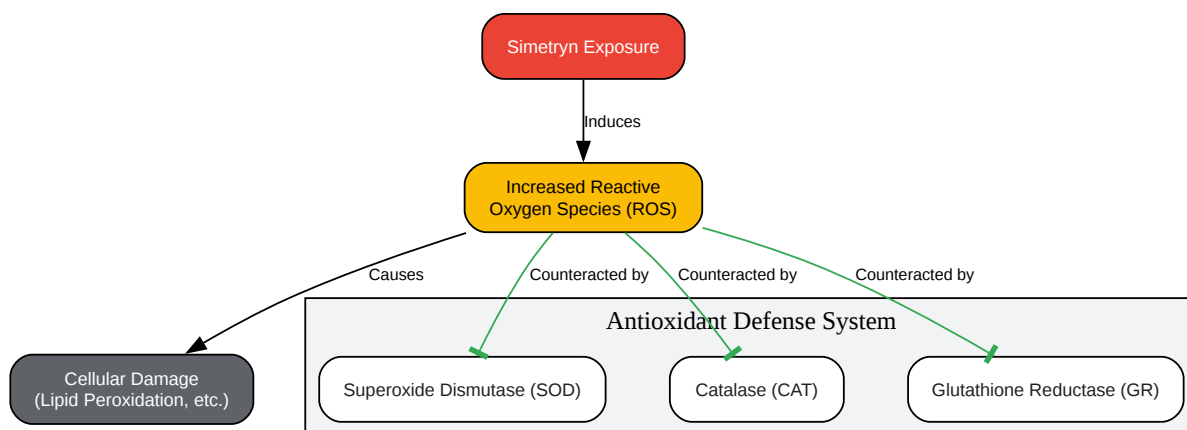 Simetryn Exposure
Induces
Increased Reactive
Oxygen Species (ROS)
Causes
Counteracted by
Counteracted by
Counteracted by
Antioxidant Defense System
Cellular Damage
(Lipid Peroxidation, etc.)
Superoxide Dismutase (SOD)
Catalase (CAT)
Glutathione Reductase (GR)